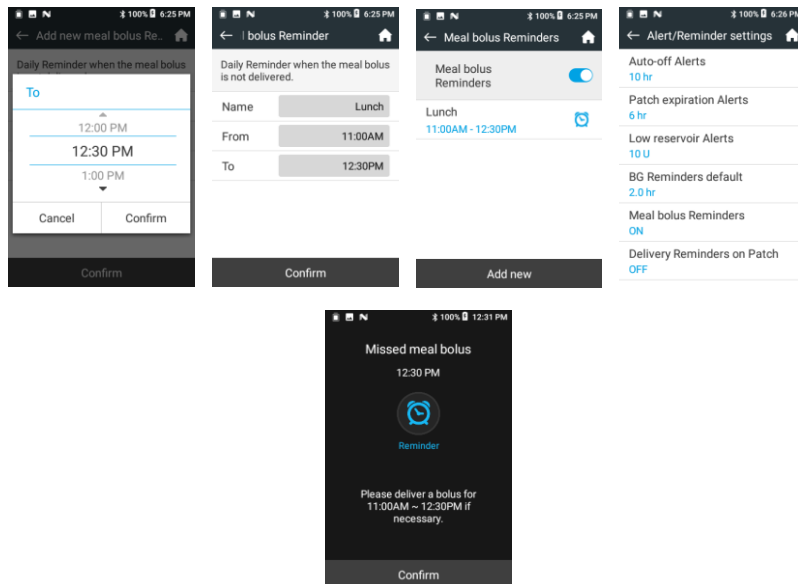 100% 6:25 PM
Add new meal bolus Re..
Daily Reminder when the meal bolus
To
12:00 PM
12:30 PM
1:00 PM
Cancel Confirm
Confirm
100% 6:25 PM
l bolus Reminder
Daily Reminder when the meal bolus
is not delivered.
Name Lunch
From 11:00AM
To 12:30PM
Confirm
100% 6:25 PM
Meal bolus Reminders
Meal bolus
Reminders
Lunch
11:00AM - 12:30PM
Add new
100% 6:26 PM
Alert/Reminder settings
Auto-off Alerts
10 hr
Patch expiration Alerts
6 hr
Low reservoir Alerts
10 U
BG Reminders default
2.0 hr
Meal bolus Reminders
ON
Delivery Reminders on Patch
OFF
100% 12:31 PM
Missed meal bolus
12:30 PM
Reminder
Please deliver a bolus for
11:00AM ~ 12:30PM if
necessary.
Confirm